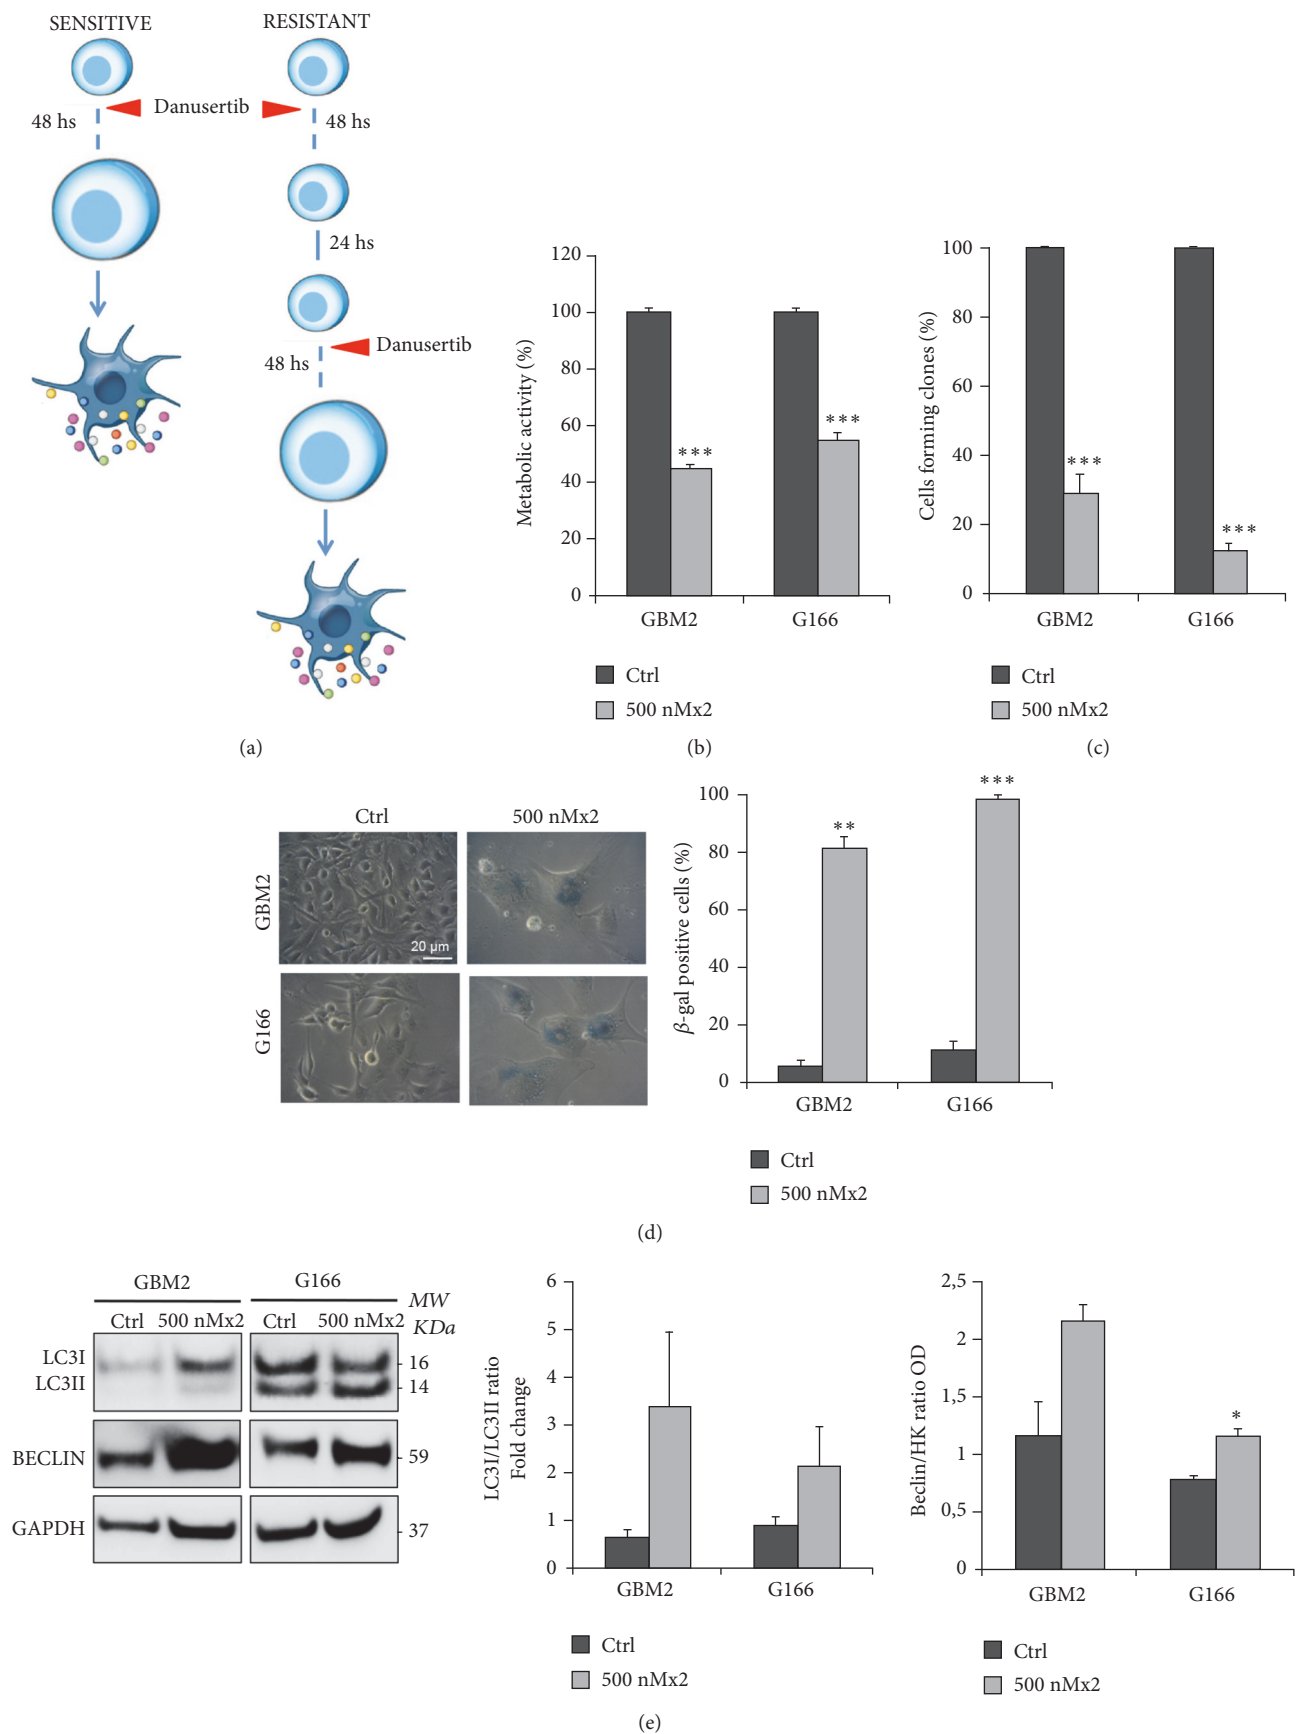 SENSITIVE
RESISTANT
Danusertib
48 hs
48 hs
24 hs
Danusertib
48 hs
(a)
Metabolic activity (%)
120
100
80
60
40
20
0
***
***
GBM2
G166
Ctrl
500 nMx2
(b)
Cells forming clones (%)
100
80
60
40
20
0
***
***
GBM2
G166
Ctrl
500 nMx2
(c)
Ctrl
500 nMx2
GBM2
20 µm
G166
β-gal positive cells (%)
100
80
60
40
20
0
**
***
GBM2
G166
Ctrl
500 nMx2
(d)
GBM2
G166
MW
KDa
Ctrl
500 nMx2
Ctrl
500 nMx2
LC3I
16
LC3II
14
BECLIN
59
GAPDH
37
LC3I/LC3II ratio
Fold change
6
5
4
3
2
1
0
GBM2
G166
Ctrl
500 nMx2
Beclin/HK ratio OD
2,5
2
1,5
1
0,5
0
*
GBM2
G166
Ctrl
500 nMx2
(e)